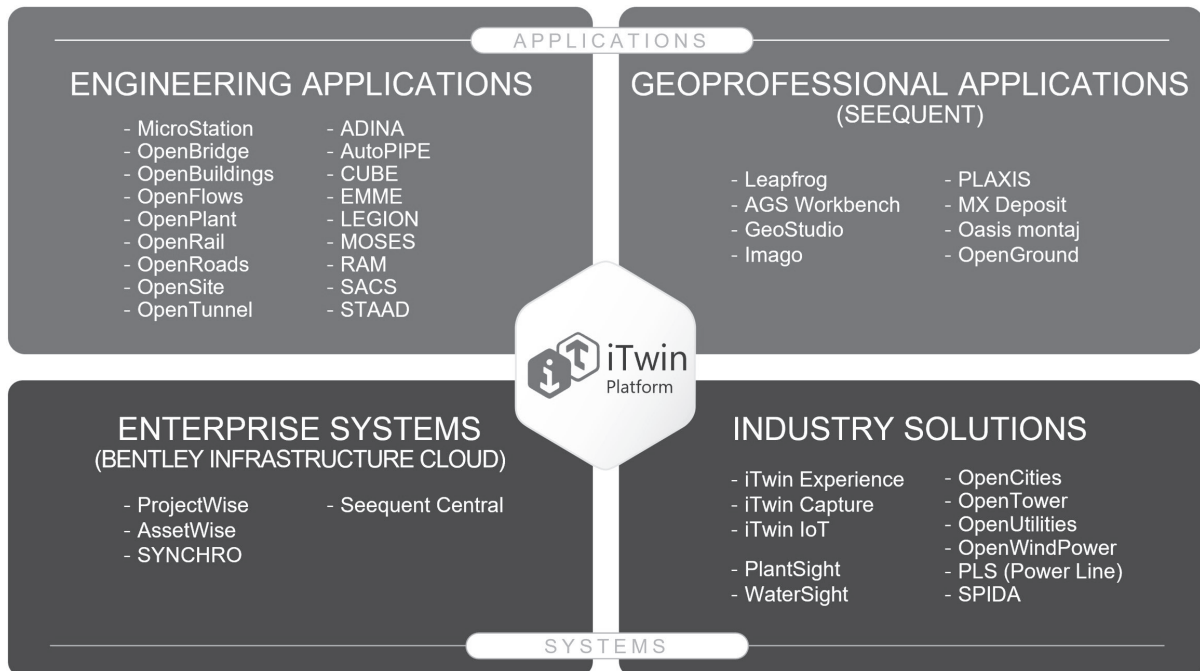 APPLICATIONS
ENGINEERING APPLICATIONS
- MicroStation
- OpenBridge
- OpenBuildings
- OpenFlows
- OpenPlant
- OpenRail
- OpenRoads
- OpenSite
- OpenTunnel
- ADINA
- AutoPIPE
- CUBE
- EMME
- LEGION
- MOSES
- RAM
- SACS
- STAAD
GEOPROFESSIONAL APPLICATIONS
(SEEQUENT)
- Leapfrog
- AGS Workbench
- GeoStudio
- Imago
- PLAXIS
- MX Deposit
- Oasis montaj
- OpenGround
iTwin
Platform
ENTERPRISE SYSTEMS
(BENTLEY INFRASTRUCTURE CLOUD)
- ProjectWise
- AssetWise
- SYNCHRO
- Seequent Central
INDUSTRY SOLUTIONS
- iTwin Experience
- iTwin Capture
- iTwin IoT
- PlantSight
- WaterSight
- OpenCities
- OpenTower
- OpenUtilities
- OpenWindPower
- PLS (Power Line)
- SPIDA
SYSTEMS